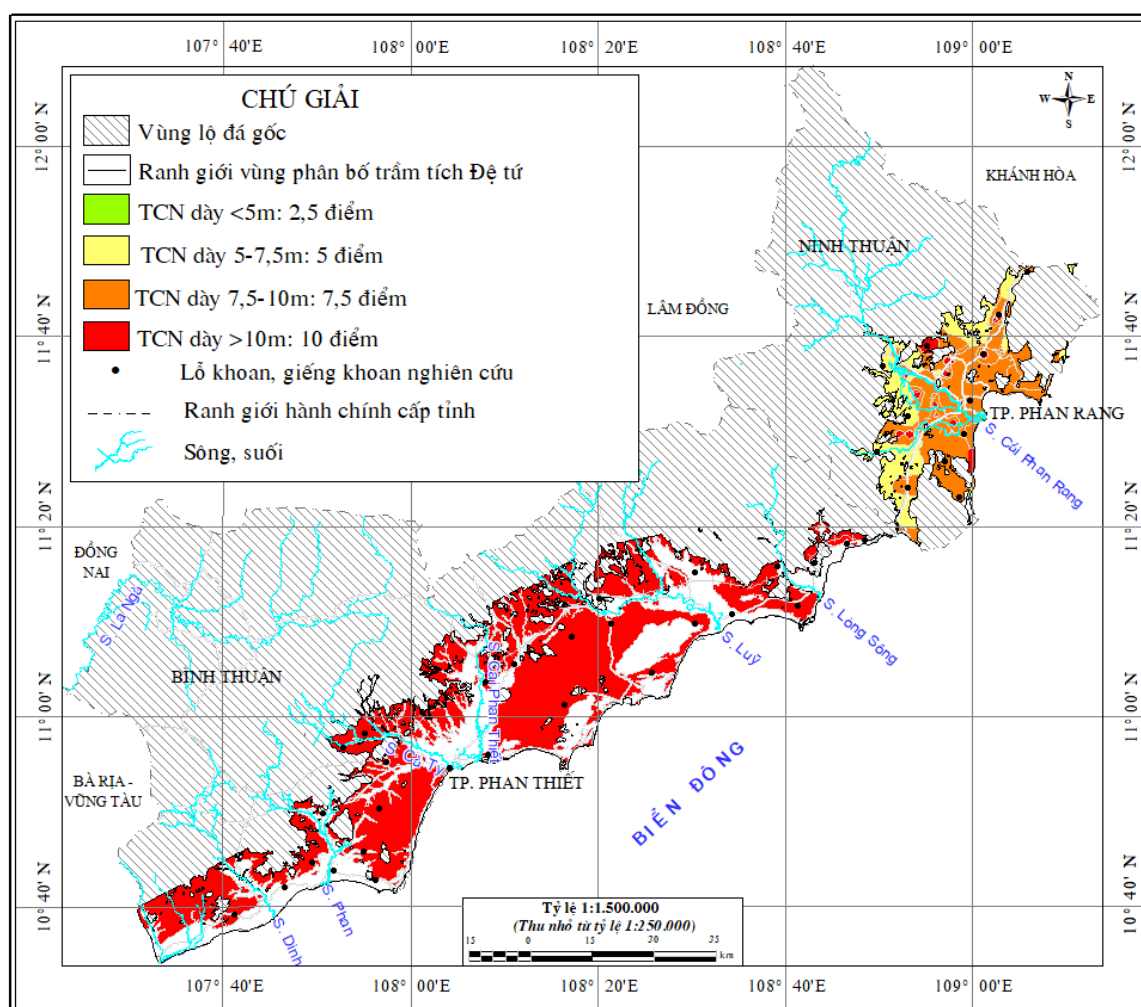 107° 40'E
108° 00'E
108° 20'E
108° 40'E
109° 00'E
CHÚ GIẢI
Vùng lộ đá gốc
Ranh giới vùng phân bố trầm tích Đệ tứ
TCN dày <5m: 2,5 điểm
TCN dày 5-7,5m: 5 điểm
TCN dày 7,5-10m: 7,5 điểm
TCN dày >10m: 10 điểm
Lỗ khoan, giếng khoan nghiên cứu
Ranh giới hành chính cấp tỉnh
Sông, suối
N
W E
S
12° 00' N
12° 00' N
KHÁNH HÒA
NINH THUẬN
LÂM ĐỒNG
11° 40' N
11° 40' N
TP. PHAN RANG
S. Cái Phan Rang
11° 20' N
11° 20' N
ĐỒNG
NAI
S. La Ngà
S. Lòng Sông
S. Luỹ
S. Cái Phan Thiết
BÌNH THUẬN
11° 00' N
11° 00' N
S. Cà Ty
TP. PHAN THIẾT
BÀ RỊA -
VŨNG TÀU
BIỂN ĐÔNG
S. Phan
S. Dinh
10° 40' N
10° 40' N
Tỷ lệ 1:1.500.000
(Thu nhỏ từ tỷ lệ 1:250.000)
15 0 15 30 35
km
107° 40'E
108° 00'E
108° 20'E
108° 40'E
109° 00'E